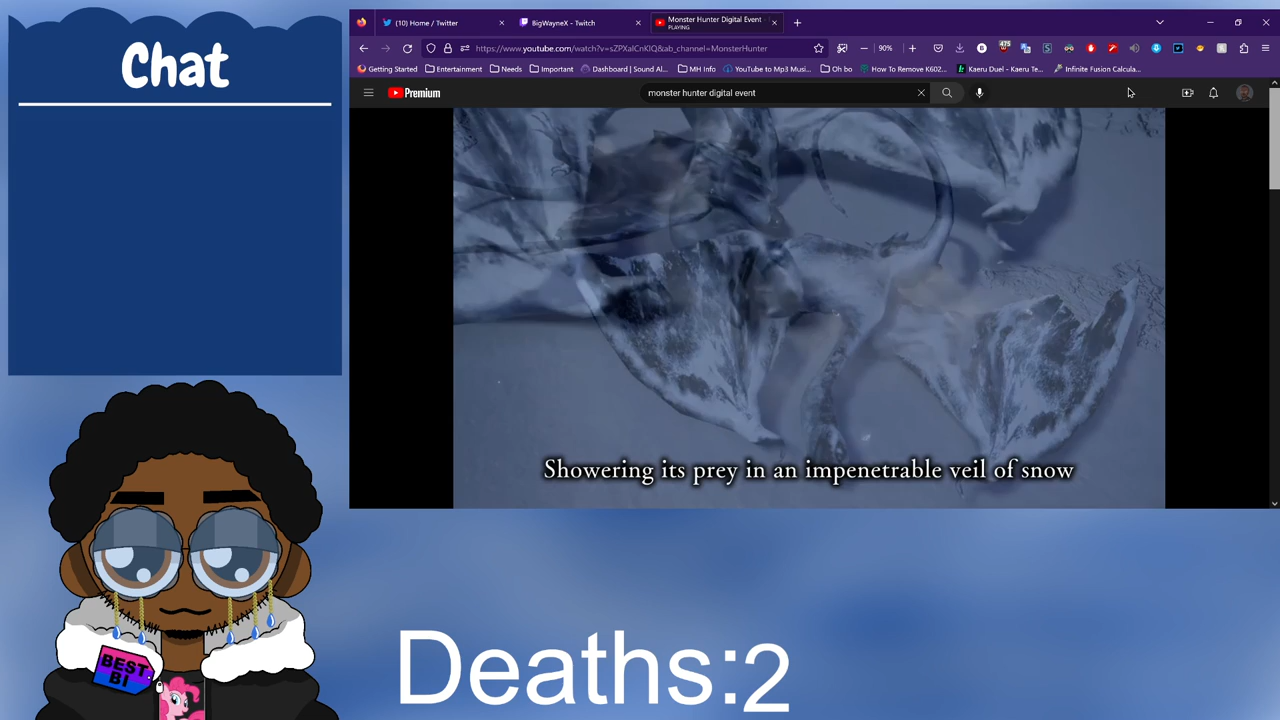 Chat
(10) Home / Twitter
BigWayneX - Twitch
Monster Hunter Digital Event
PLAYING
https://www.youtube.com/watch?v=sZPXalCnKIQ&ab_channel=MonsterHunter
90%
475
Getting Started
Entertainment
Needs
Important
Dashboard | Sound Al...
MH Info
YouTube to Mp3 Musi...
Oh bo
How To Remove K602...
Kaeru Duel - Kaeru Te...
Infinite Fusion Calcula...
Premium
monster hunter digital event
Showering its prey in an impenetrable veil of snow
BEST
BI
Deaths:2